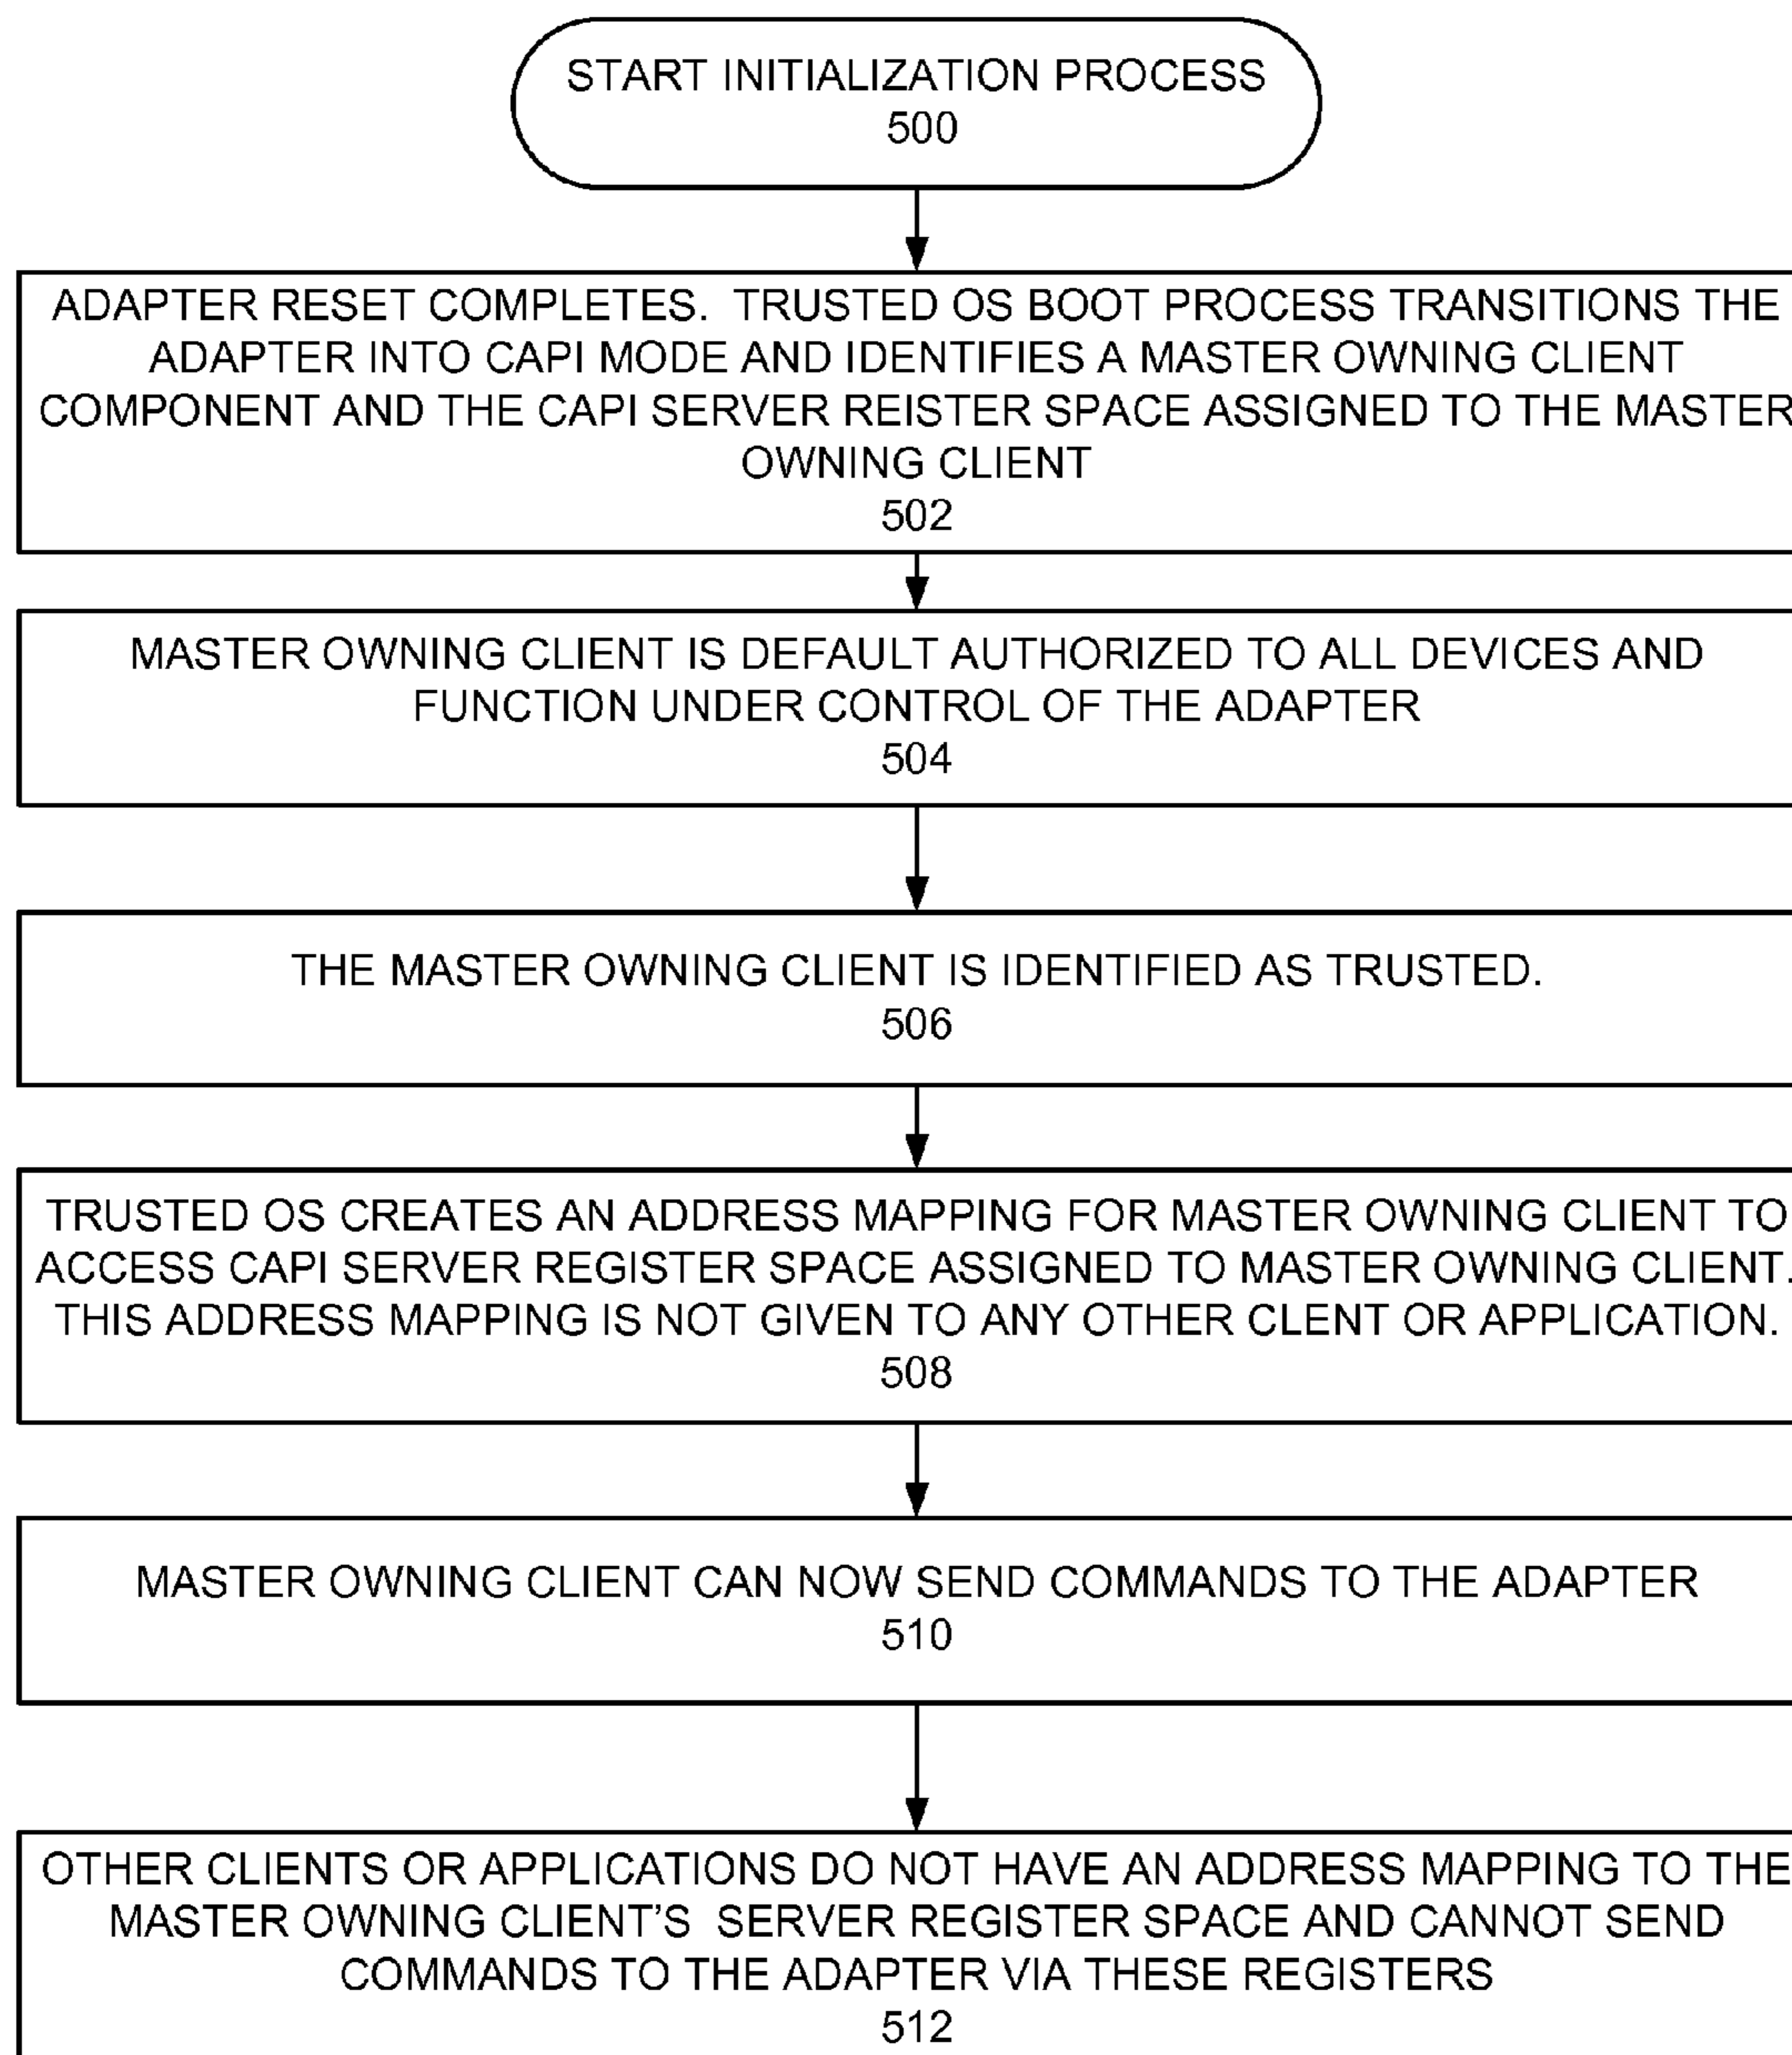 START INITIALIZATION PROCESS
500
ADAPTER RESET COMPLETES. TRUSTED OS BOOT PROCESS TRANSITIONS THE
ADAPTER INTO CAPI MODE AND IDENTIFIES A MASTER OWNING CLIENT
COMPONENT AND THE CAPI SERVER REISTER SPACE ASSIGNED TO THE MASTER
OWNING CLIENT
502
MASTER OWNING CLIENT IS DEFAULT AUTHORIZED TO ALL DEVICES AND
FUNCTION UNDER CONTROL OF THE ADAPTER
504
THE MASTER OWNING CLIENT IS IDENTIFIED AS TRUSTED.
506
TRUSTED OS CREATES AN ADDRESS MAPPING FOR MASTER OWNING CLIENT TO
ACCESS CAPI SERVER REGISTER SPACE ASSIGNED TO MASTER OWNING CLIENT.
THIS ADDRESS MAPPING IS NOT GIVEN TO ANY OTHER CLENT OR APPLICATION.
508
MASTER OWNING CLIENT CAN NOW SEND COMMANDS TO THE ADAPTER
510
OTHER CLIENTS OR APPLICATIONS DO NOT HAVE AN ADDRESS MAPPING TO THE
MASTER OWNING CLIENT'S SERVER REGISTER SPACE AND CANNOT SEND
COMMANDS TO THE ADAPTER VIA THESE REGISTERS
512